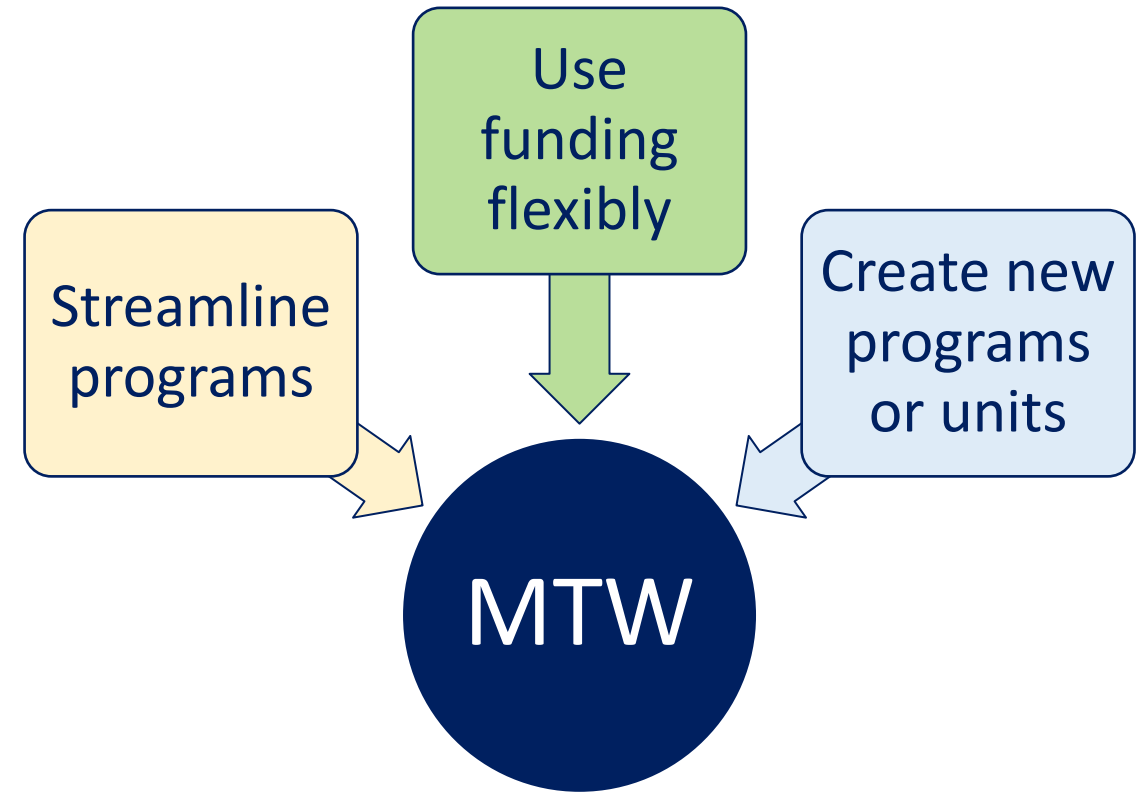 Use
funding
flexibly
Streamline
programs
Create new
programs
or units
MTW